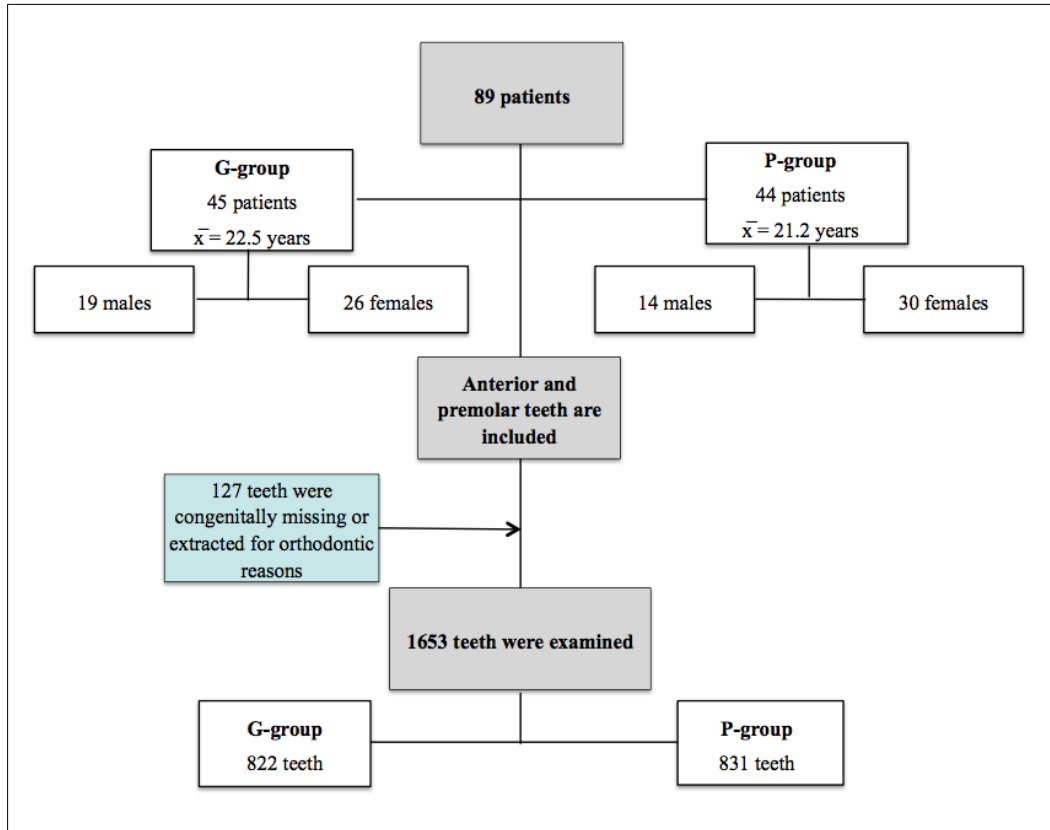 89 patients
G-group
45 patients
x̄ = 22.5 years
P-group
44 patients
x̄ = 21.2 years
19 males
26 females
14 males
30 females
Anterior and
premolar teeth are
included
127 teeth were
congenitally missing or
extracted for orthodontic
reasons
1653 teeth were examined
G-group
822 teeth
P-group
831 teeth